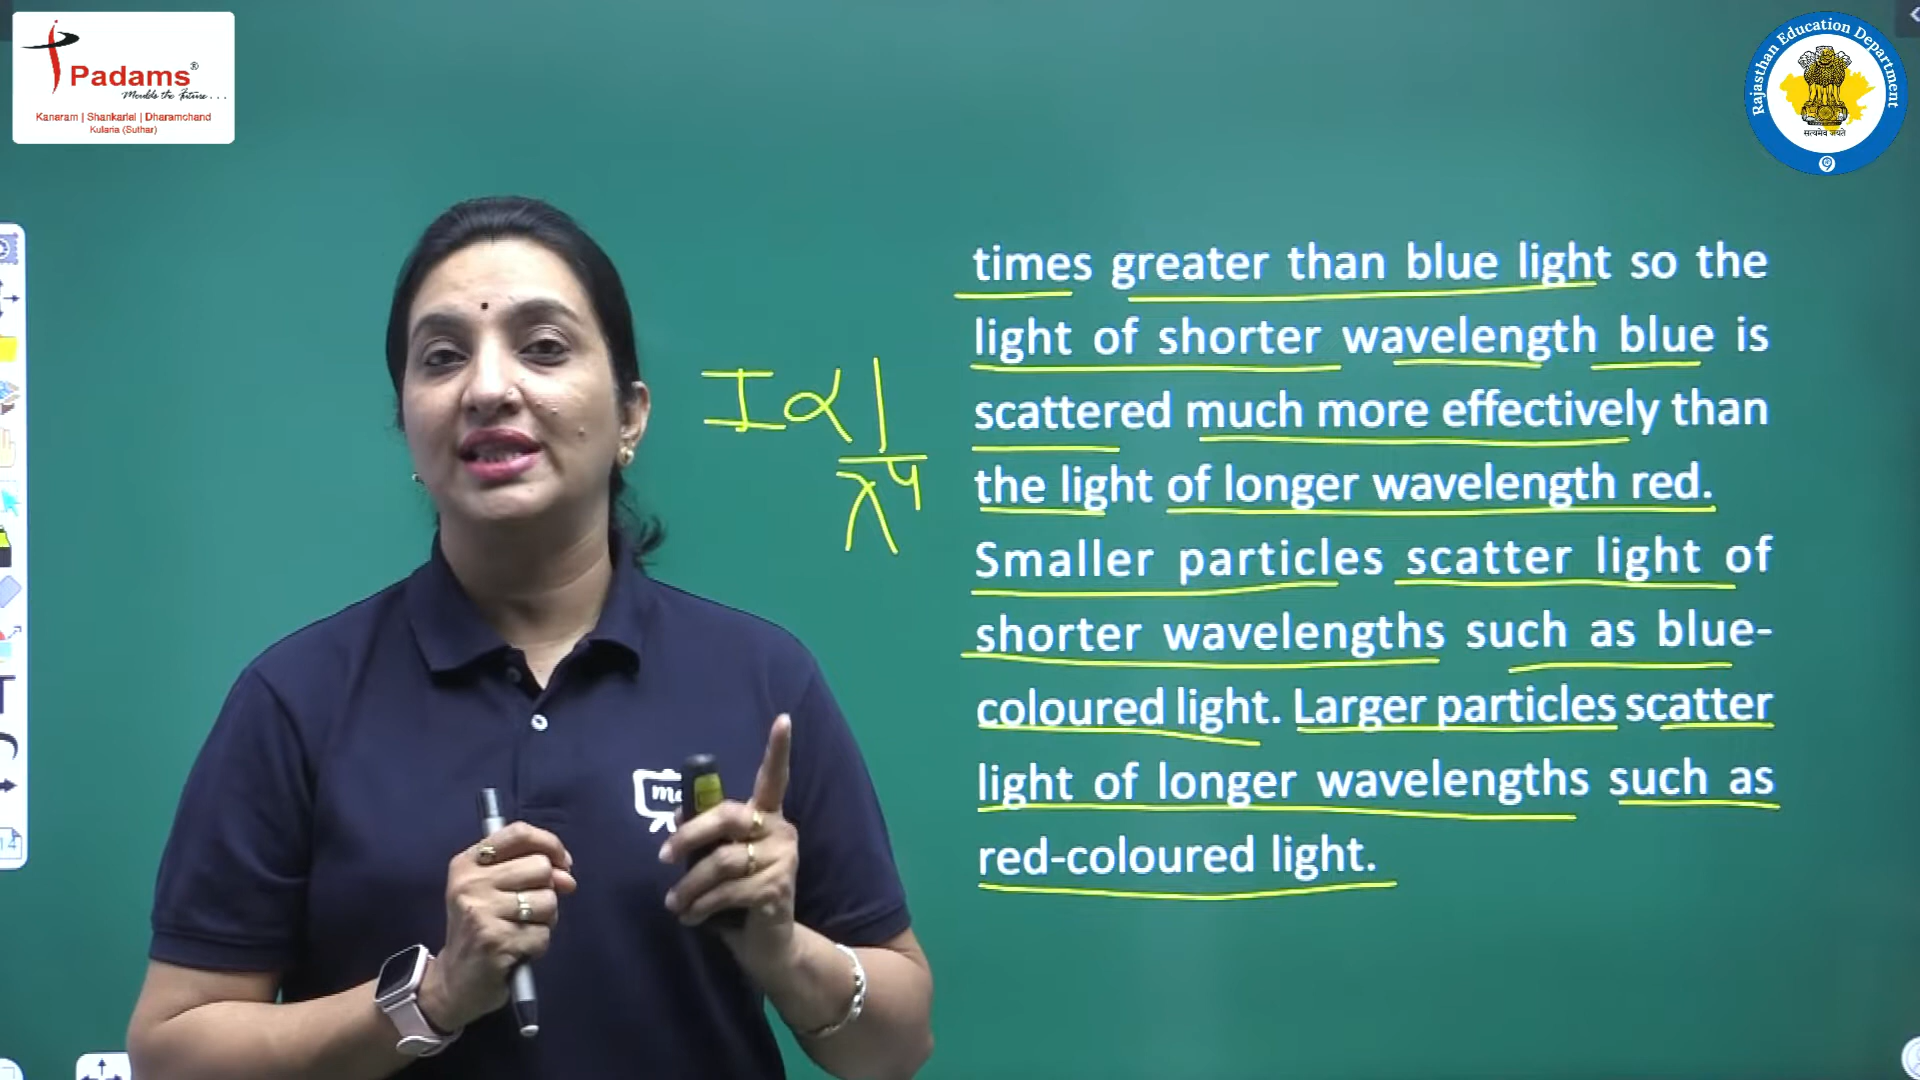 Padams®
Moulds the Future...
Kanaram | Shankarlal | Dharamchand
Kularia (Suthar)
Rajasthan Education Department
सत्यमेव जयते
times greater than blue light so the
light of shorter wavelength blue is
scattered much more effectively than
the light of longer wavelength red.
Smaller particles scatter light of
shorter wavelengths such as blue-
coloured light. Larger particles scatter
light of longer wavelengths such as
red-coloured light.
I α 1
λ4
T
14